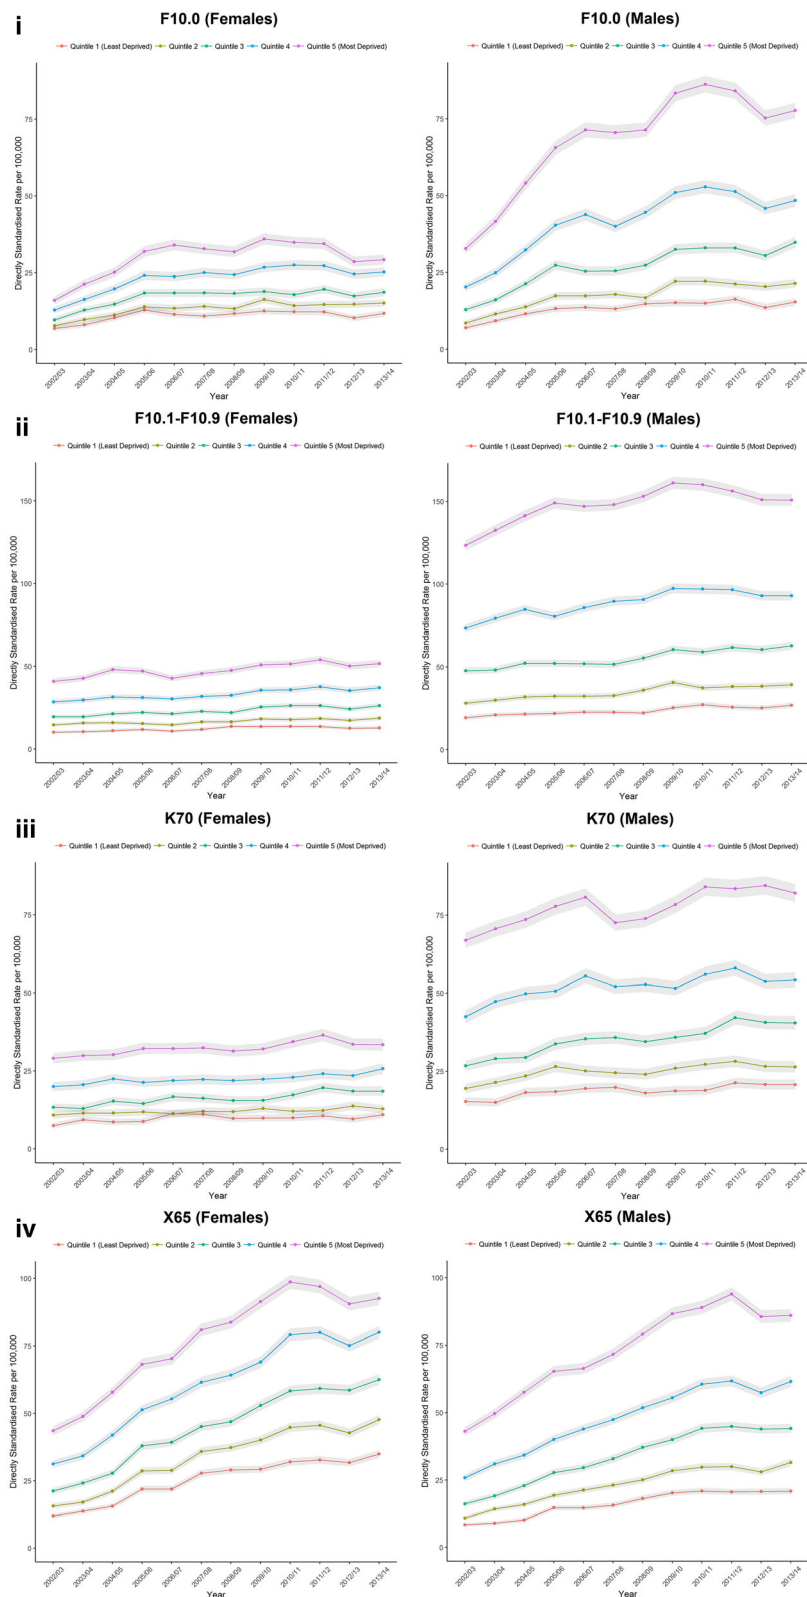 i
F10.0 (Females)
Quintile 1 (Least Deprived) Quintile 2 Quintile 3 Quintile 4 Quintile 5 (Most Deprived)
Directly Standardised Rate per 100,000
75
50
25
0
2002/03 2003/04 2004/05 2005/06 2006/07 2007/08 2008/09 2009/10 2010/11 2011/12 2012/13 2013/14
Year
F10.0 (Males)
Quintile 1 (Least Deprived) Quintile 2 Quintile 3 Quintile 4 Quintile 5 (Most Deprived)
Directly Standardised Rate per 100,000
75
50
25
0
2002/03 2003/04 2004/05 2005/06 2006/07 2007/08 2008/09 2009/10 2010/11 2011/12 2012/13 2013/14
Year
ii
F10.1-F10.9 (Females)
Quintile 1 (Least Deprived) Quintile 2 Quintile 3 Quintile 4 Quintile 5 (Most Deprived)
Directly Standardised Rate per 100,000
150
100
50
0
2002/03 2003/04 2004/05 2005/06 2006/07 2007/08 2008/09 2009/10 2010/11 2011/12 2012/13 2013/14
Year
F10.1-F10.9 (Males)
Quintile 1 (Least Deprived) Quintile 2 Quintile 3 Quintile 4 Quintile 5 (Most Deprived)
Directly Standardised Rate per 100,000
150
100
50
0
2002/03 2003/04 2004/05 2005/06 2006/07 2007/08 2008/09 2009/10 2010/11 2011/12 2012/13 2013/14
Year
iii
K70 (Females)
Quintile 1 (Least Deprived) Quintile 2 Quintile 3 Quintile 4 Quintile 5 (Most Deprived)
Directly Standardised Rate per 100,000
75
50
25
0
2002/03 2003/04 2004/05 2005/06 2006/07 2007/08 2008/09 2009/10 2010/11 2011/12 2012/13 2013/14
Year
K70 (Males)
Quintile 1 (Least Deprived) Quintile 2 Quintile 3 Quintile 4 Quintile 5 (Most Deprived)
Directly Standardised Rate per 100,000
75
50
25
0
2002/03 2003/04 2004/05 2005/06 2006/07 2007/08 2008/09 2009/10 2010/11 2011/12 2012/13 2013/14
Year
iv
X65 (Females)
Quintile 1 (Least Deprived) Quintile 2 Quintile 3 Quintile 4 Quintile 5 (Most Deprived)
Directly Standardised Rate per 100,000
100
75
50
25
0
2002/03 2003/04 2004/05 2005/06 2006/07 2007/08 2008/09 2009/10 2010/11 2011/12 2012/13 2013/14
Year
X65 (Males)
Quintile 1 (Least Deprived) Quintile 2 Quintile 3 Quintile 4 Quintile 5 (Most Deprived)
Directly Standardised Rate per 100,000
100
75
50
25
0
2002/03 2003/04 2004/05 2005/06 2006/07 2007/08 2008/09 2009/10 2010/11 2011/12 2012/13 2013/14
Year